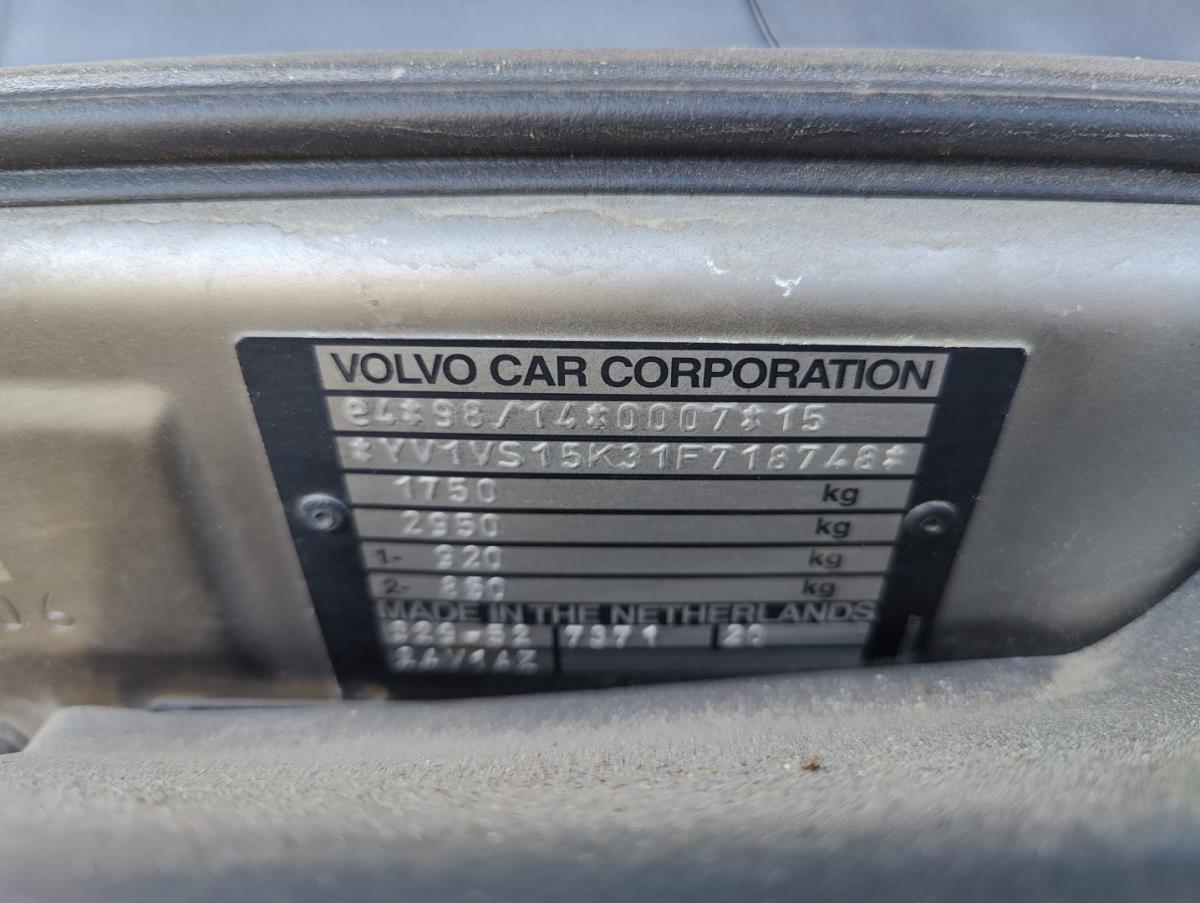 VOLVO CAR CORPORATION
e4*98/14*0007*15
*YV1VS15K31F718748*
1750 kg
2950 kg
1- 920 kg
2- 890 kg
MADE IN THE NETHERLANDS
7371